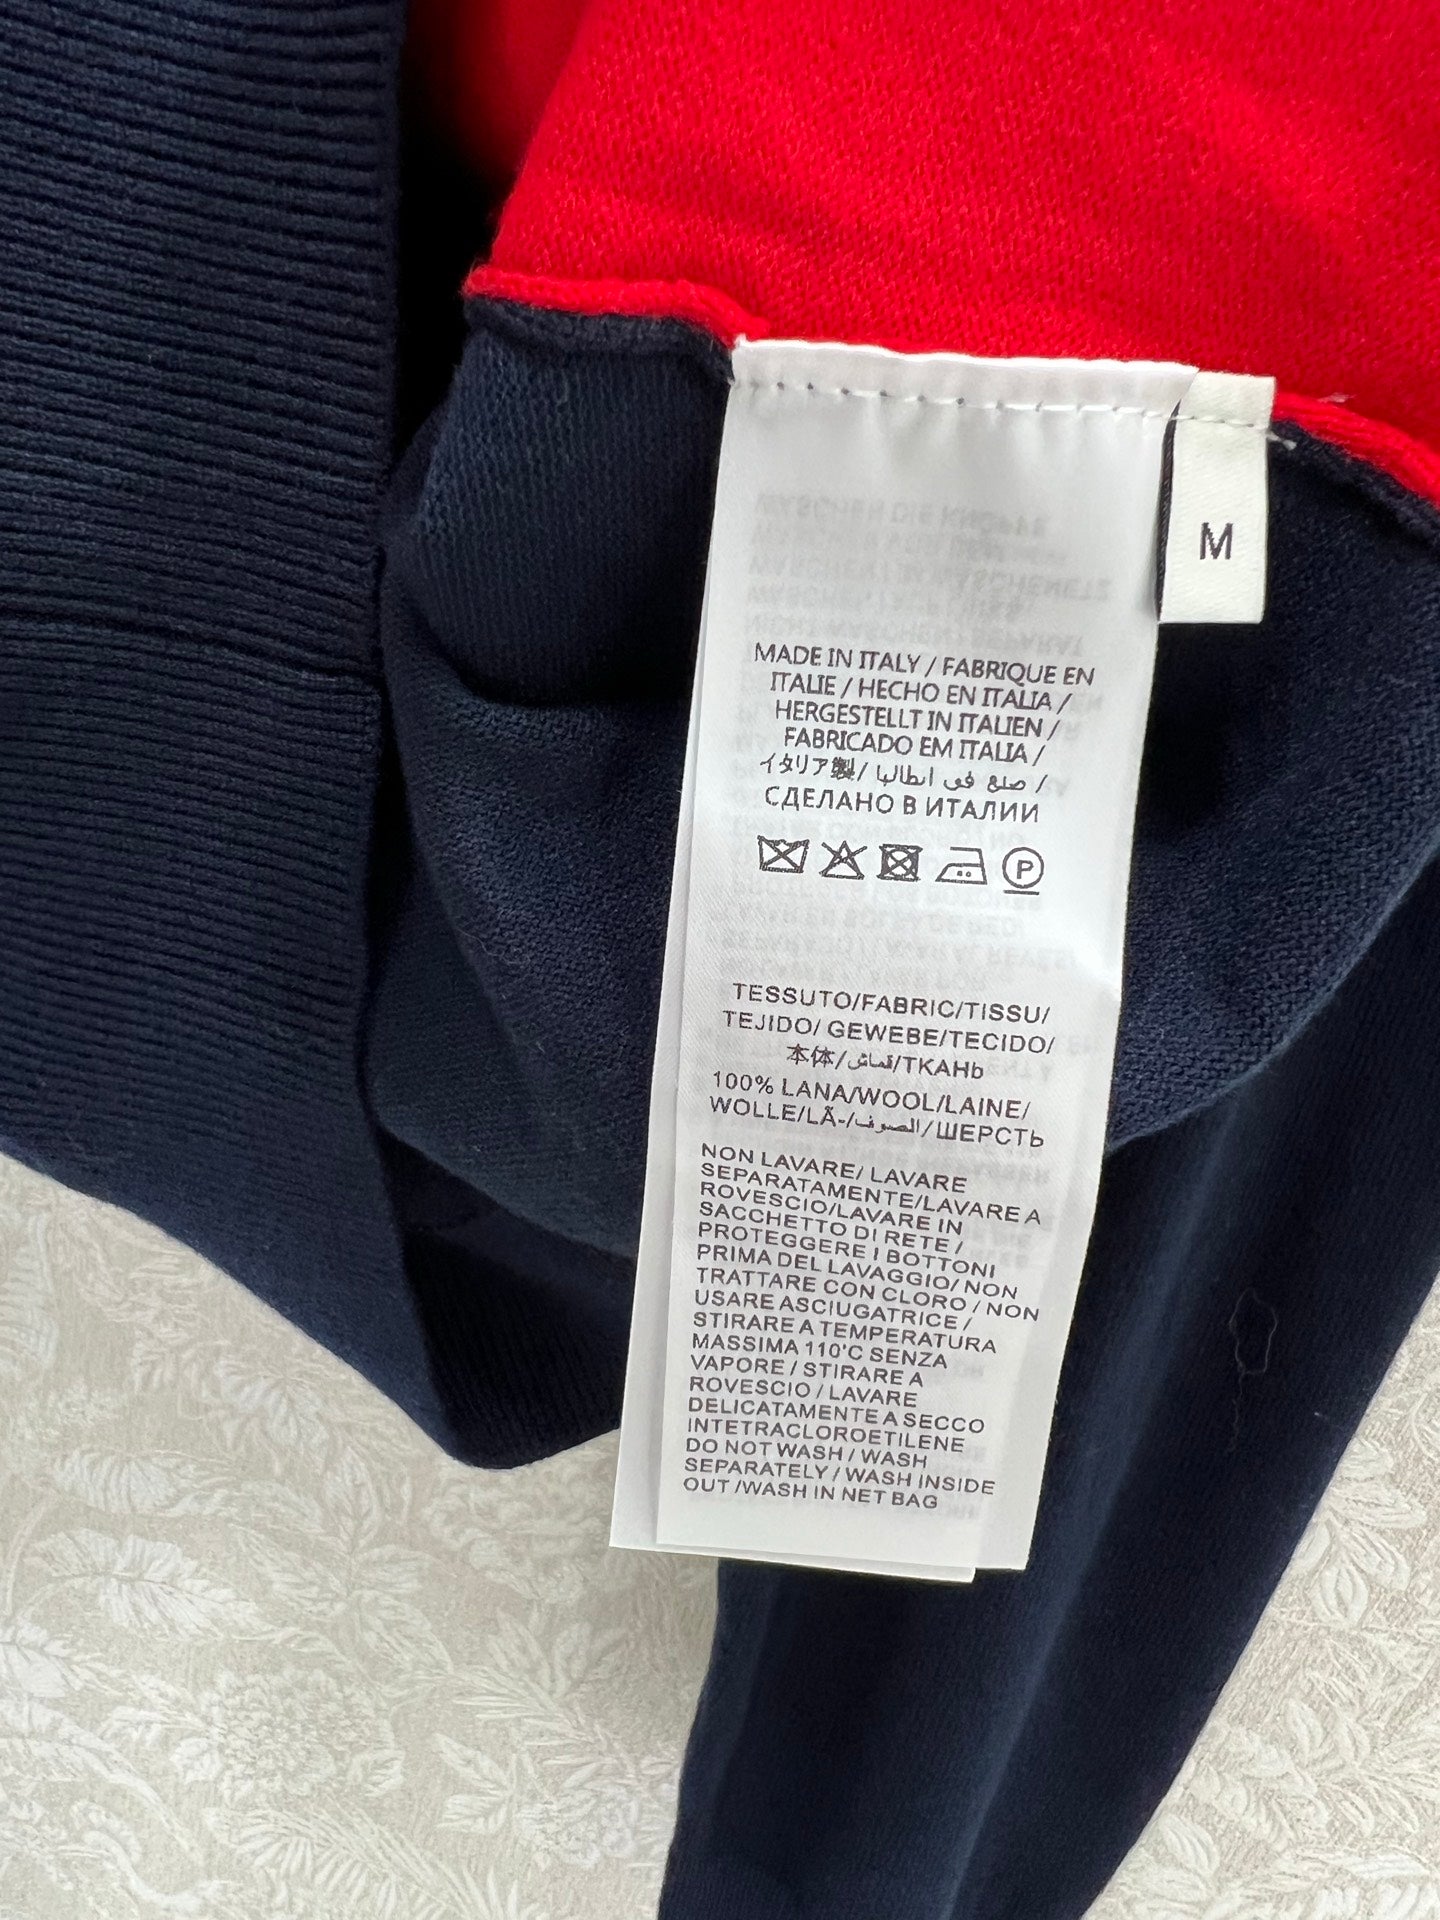 M
MADE IN ITALY / FABRIQUE EN
ITALIE / HECHO EN ITALIA /
HERGESTELLT IN ITALIEN /
FABRICADO EM ITALIA /
イタリア製/ صنع في ايطاليا /
СДЕЛАНО В ИТАЛИИ
P
TESSUTO/FABRIC/TISSU/
TEJIDO/ GEWEBE/TECIDO/
本体/قماش/ТКАНЬ
100% LANA/WOOL/LAINE/
WOLLE/LÃ-/الصوف/ШЕРСТЬ
NON LAVARE/ LAVARE
SEPARATAMENTE/LAVARE A
ROVESCIO/LAVARE IN
SACCHETTO DI RETE /
PROTEGGERE I BOTTONI
PRIMA DEL LAVAGGIO/ NON
TRATTARE CON CLORO / NON
USARE ASCIUGATRICE /
STIRARE A TEMPERATURA
MASSIMA 110'C SENZA
VAPORE / STIRARE A
ROVESCIO / LAVARE
DELICATAMENTE A SECCO
INTETRACLOROETILENE
DO NOT WASH / WASH
SEPARATELY / WASH INSIDE
OUT /WASH IN NET BAG